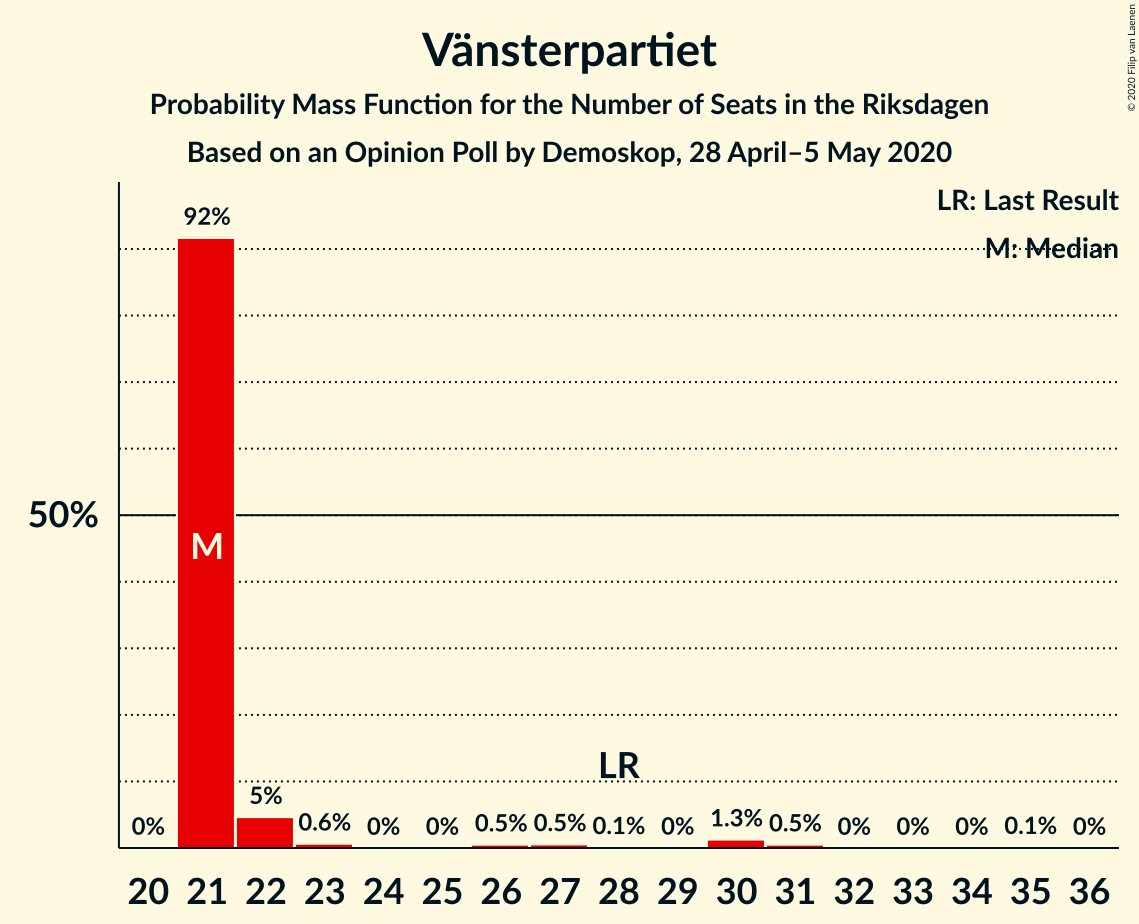 Vänsterpartiet
Probability Mass Function for the Number of Seats in the Riksdagen
Based on an Opinion Poll by Demoskop, 28 April–5 May 2020
© 2020 Filip van Laenen
LR: Last Result
M: Median
92%
50%
M
LR
0% 5% 0.6% 0% 0% 0.5% 0.5% 0.1% 0% 1.3% 0.5% 0% 0% 0% 0.1% 0%
20 21 22 23 24 25 26 27 28 29 30 31 32 33 34 35 36